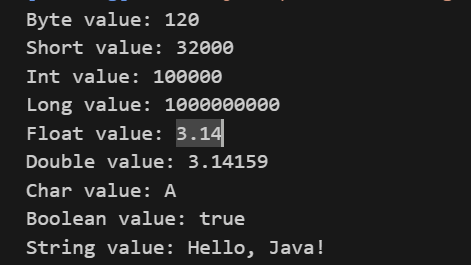 Byte value: 120
Short value: 32000
Int value: 100000
Long value: 1000000000
Float value: 3.14
Double value: 3.14159
Char value: A
Boolean value: true
String value: Hello, Java!